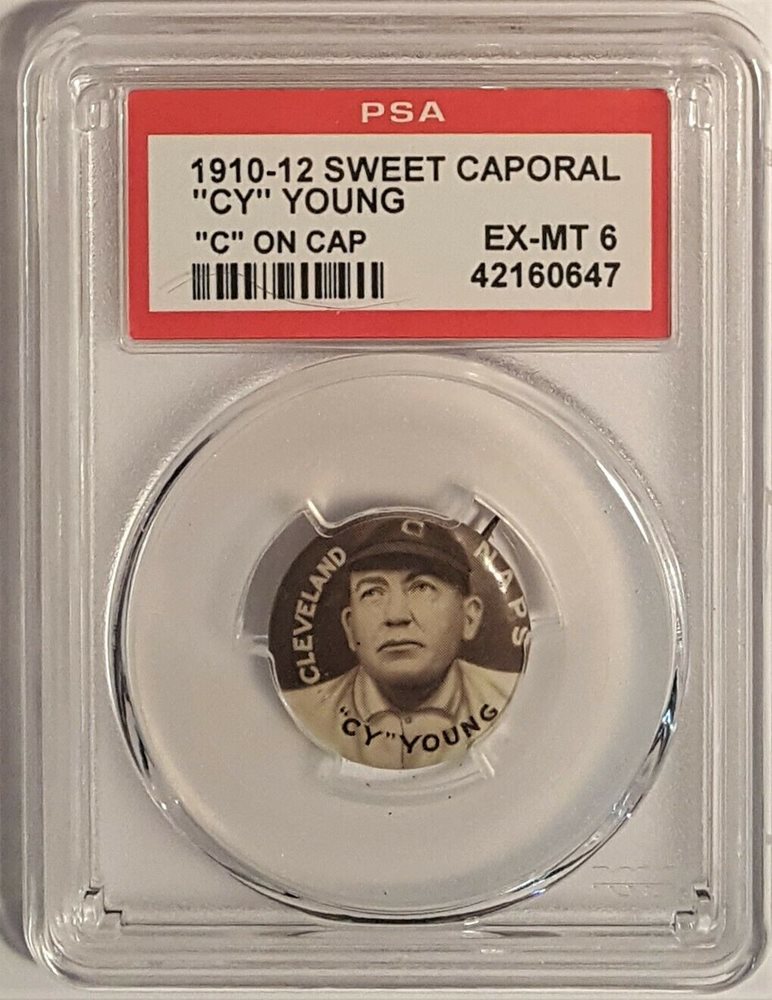 PSA
1910-12 SWEET CAPORAL
"CY" YOUNG
"C" ON CAP
EX-MT 6
42160647
C
CLEVELAND
NAPS
"CY" YOUNG